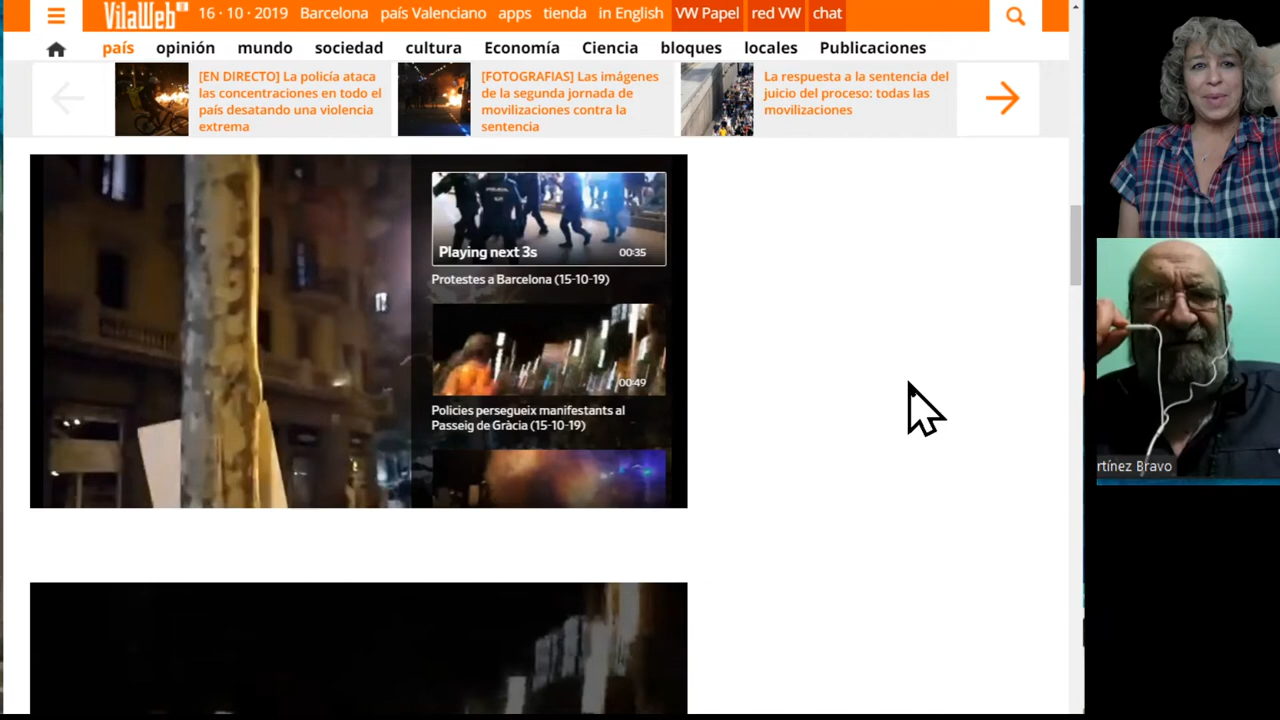 VilaWeb
16 · 10 · 2019 Barcelona país Valenciano apps tienda in English VW Papel red VW chat
país opinión mundo sociedad cultura Economía Ciencia bloques locales Publicaciones
[EN DIRECTO] La policía ataca
las concentraciones en todo el
país desatando una violencia
extrema
[FOTOGRAFIAS] Las imágenes
de la segunda jornada de
movilizaciones contra la
sentencia
La respuesta a la sentencia del
juicio del proceso: todas las
movilizaciones
Playing next 3s 00:35
Protestes a Barcelona (15-10-19)
00:49
Policies persegueix manifestants al
Passeig de Gràcia (15-10-19)
rtínez Bravo